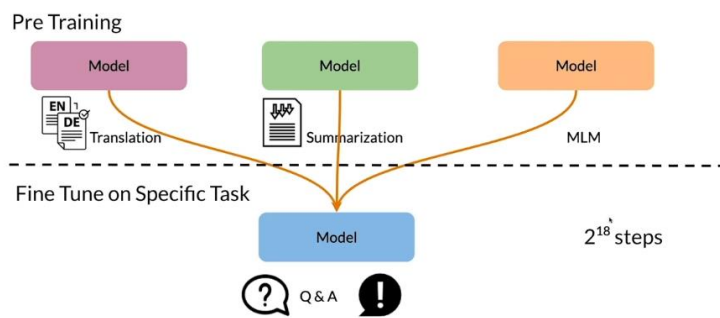 Pre Training
Model
Model
Model
EN
DE
Translation
Summarization
MLM
Fine Tune on Specific Task
Model
2¹⁸ steps
?
Q & A
!